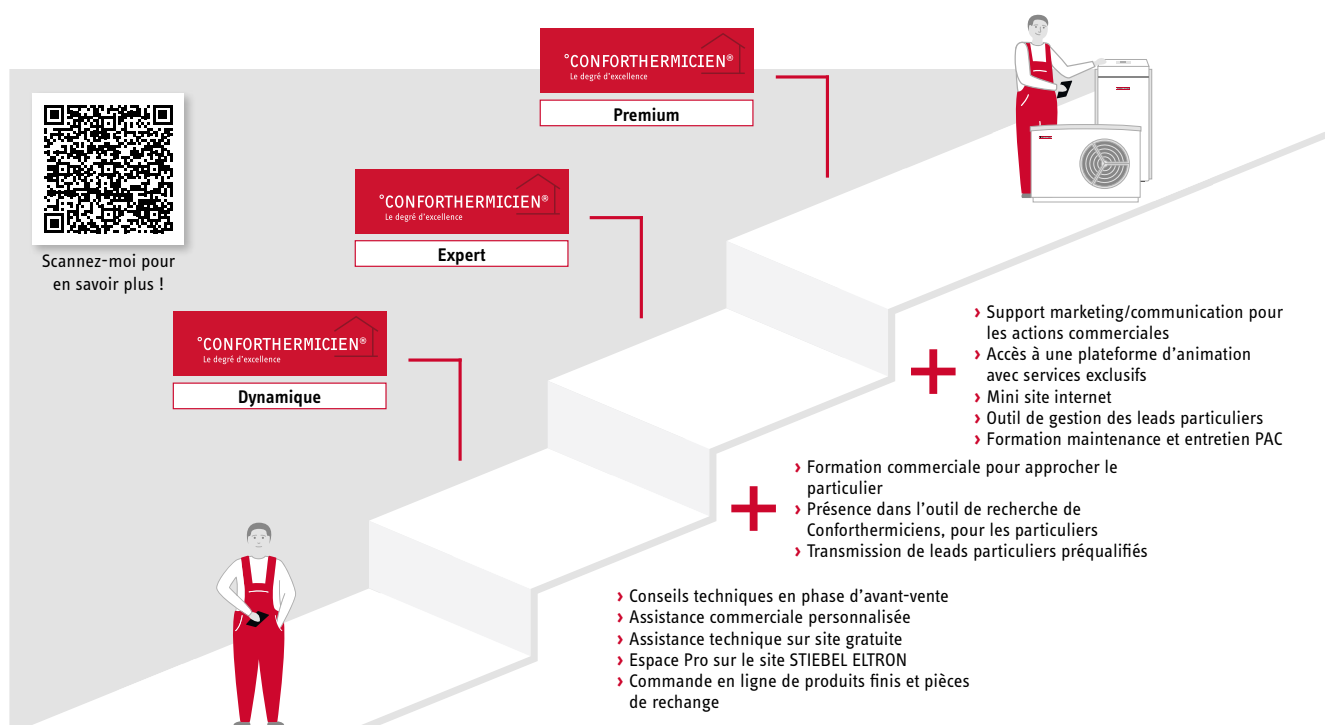 °CONFORTHERMICIEN®
Le degré d'excellence
Premium
Scannez-moi pour
en savoir plus !
°CONFORTHERMICIEN®
Le degré d'excellence
Expert
°CONFORTHERMICIEN®
Le degré d'excellence
Dynamique
› Support marketing/communication pour
les actions commerciales
› Accès à une plateforme d’animation
avec services exclusifs
› Mini site internet
› Outil de gestion des leads particuliers
› Formation maintenance et entretien PAC
› Formation commerciale pour approcher le
particulier
› Présence dans l’outil de recherche de
Conforthermiciens, pour les particuliers
› Transmission de leads particuliers préqualifiés
› Conseils techniques en phase d’avant-vente
› Assistance commerciale personnalisée
› Assistance technique sur site gratuite
› Espace Pro sur le site STIEBEL ELTRON
› Commande en ligne de produits finis et pièces
de rechange